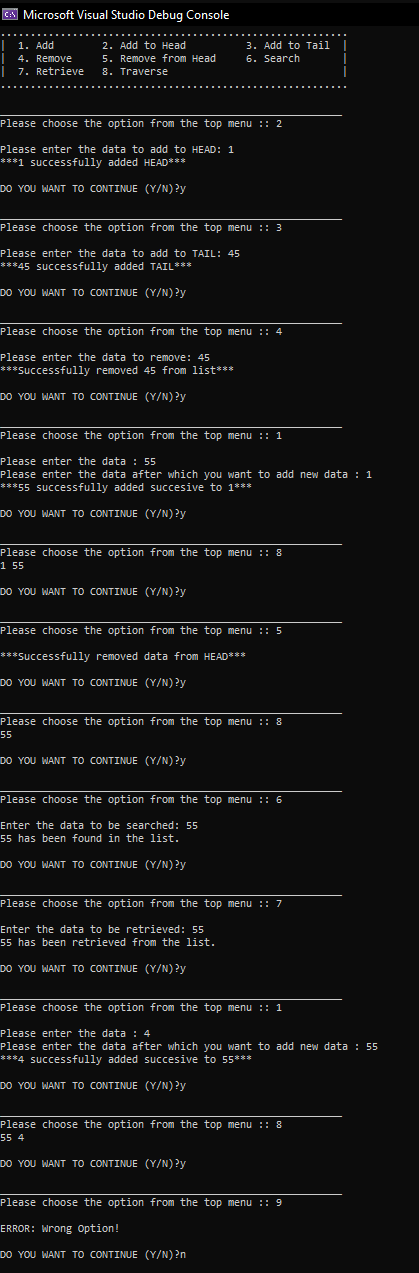 Microsoft Visual Studio Debug Console
..........................................................
|  1. Add        2. Add to Head          3. Add to Tail  |
|  4. Remove     5. Remove from Head     6. Search       |
|  7. Retrieve   8. Traverse                             |
..........................................................
_________________________________________________________
Please choose the option from the top menu :: 2
Please enter the data to add to HEAD: 1
***1 successfully added HEAD***
DO YOU WANT TO CONTINUE (Y/N)?y
_________________________________________________________
Please choose the option from the top menu :: 3
Please enter the data to add to TAIL: 45
***45 successfully added TAIL***
DO YOU WANT TO CONTINUE (Y/N)?y
_________________________________________________________
Please choose the option from the top menu :: 4
Please enter the data to remove: 45
***Successfully removed 45 from list***
DO YOU WANT TO CONTINUE (Y/N)?y
_________________________________________________________
Please choose the option from the top menu :: 1
Please enter the data : 55
Please enter the data after which you want to add new data : 1
***55 successfully added succesive to 1***
DO YOU WANT TO CONTINUE (Y/N)?y
_________________________________________________________
Please choose the option from the top menu :: 8
1 55
DO YOU WANT TO CONTINUE (Y/N)?y
_________________________________________________________
Please choose the option from the top menu :: 5
***Successfully removed data from HEAD***
DO YOU WANT TO CONTINUE (Y/N)?y
_________________________________________________________
Please choose the option from the top menu :: 8
55
DO YOU WANT TO CONTINUE (Y/N)?y
_________________________________________________________
Please choose the option from the top menu :: 6
Enter the data to be searched: 55
55 has been found in the list.
DO YOU WANT TO CONTINUE (Y/N)?y
_________________________________________________________
Please choose the option from the top menu :: 7
Enter the data to be retrieved: 55
55 has been retrieved from the list.
DO YOU WANT TO CONTINUE (Y/N)?y
_________________________________________________________
Please choose the option from the top menu :: 1
Please enter the data : 4
Please enter the data after which you want to add new data : 55
***4 successfully added succesive to 55***
DO YOU WANT TO CONTINUE (Y/N)?y
_________________________________________________________
Please choose the option from the top menu :: 8
55 4
DO YOU WANT TO CONTINUE (Y/N)?y
_________________________________________________________
Please choose the option from the top menu :: 9
ERROR: Wrong Option!
DO YOU WANT TO CONTINUE (Y/N)?n